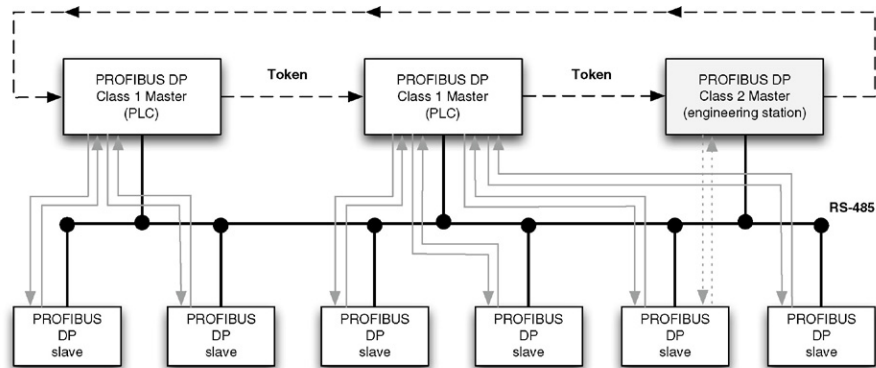 PROFIBUS DP
Class 1 Master
(PLC)
Token
PROFIBUS DP
Class 1 Master
(PLC)
Token
PROFIBUS DP
Class 2 Master
(engineering station)
RS-485
PROFIBUS
DP
slave
PROFIBUS
DP
slave
PROFIBUS
DP
slave
PROFIBUS
DP
slave
PROFIBUS
DP
slave
PROFIBUS
DP
slave